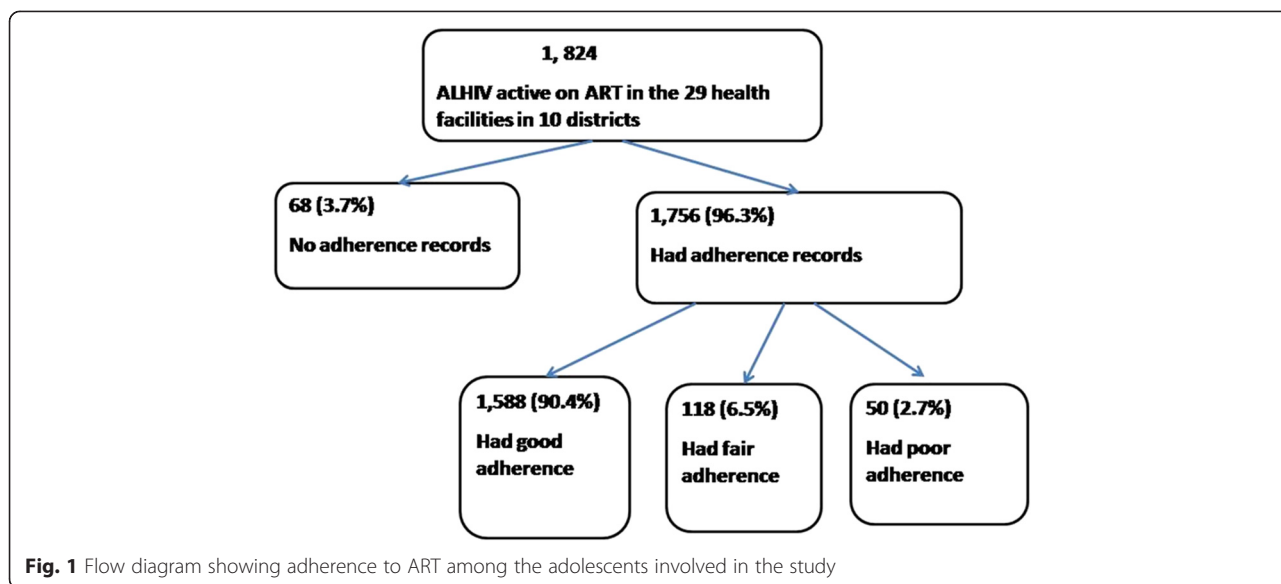 1, 824
ALHIV active on ART in the 29 health
facilities in 10 districts
68 (3.7%)
No adherence records
1,756 (96.3%)
Had adherence records
1,588 (90.4%)
Had good
adherence
118 (6.5%)
Had fair
adherence
50 (2.7%)
Had poor
adherence
Fig. 1 Flow diagram showing adherence to ART among the adolescents involved in the study